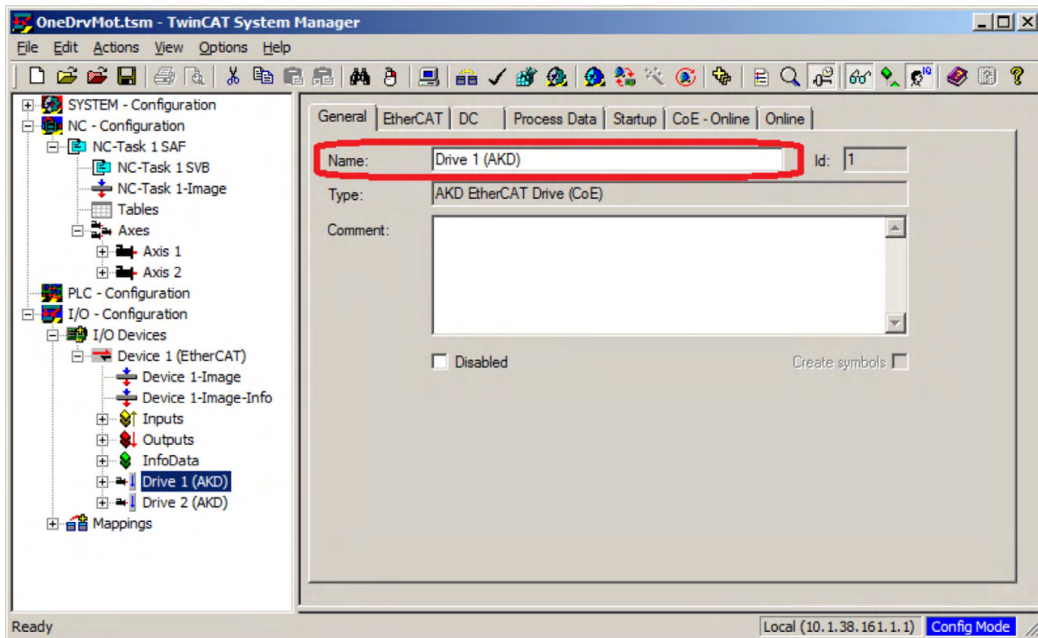 OneDrvMot.tsm - TwinCAT System Manager
File Edit Actions View Options Help
SYSTEM - Configuration
NC - Configuration
NC-Task 1 SAF
NC-Task 1 SVB
NC-Task 1-Image
Tables
Axes
Axis 1
Axis 2
PLC - Configuration
I/O - Configuration
I/O Devices
Device 1 (EtherCAT)
Device 1-Image
Device 1-Image-Info
Inputs
Outputs
InfoData
Drive 1 (AKD)
Drive 2 (AKD)
Mappings
General EtherCAT DC Process Data Startup CoE - Online Online
Name: Drive 1 (AKD) Id: 1
Type: AKD EtherCAT Drive (CoE)
Comment:
Disabled Create symbols
Ready Local (10.1.38.161.1.1) Config Mode